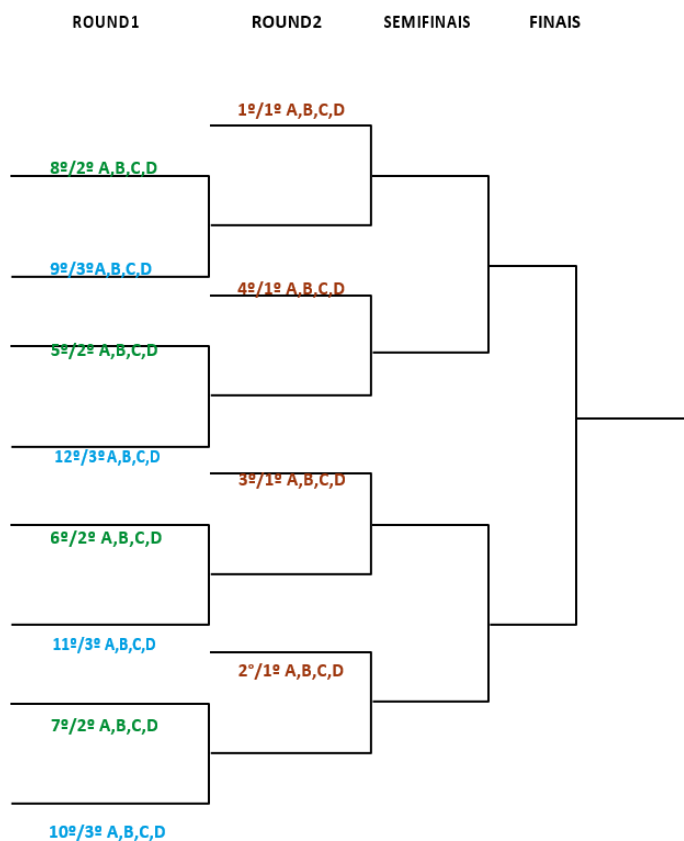 ROUND1 ROUND2 SEMIFINAIS FINAIS
1º/1º A,B,C,D
8º/2º A,B,C,D
9º/3ºA,B,C,D
4º/1º A,B,C,D
5º/2º A,B,C,D
12º/3ºA,B,C,D
3º/1º A,B,C,D
6º/2º A,B,C,D
11º/3º A,B,C,D
2°/1º A,B,C,D
7º/2º A,B,C,D
10º/3º A,B,C,D